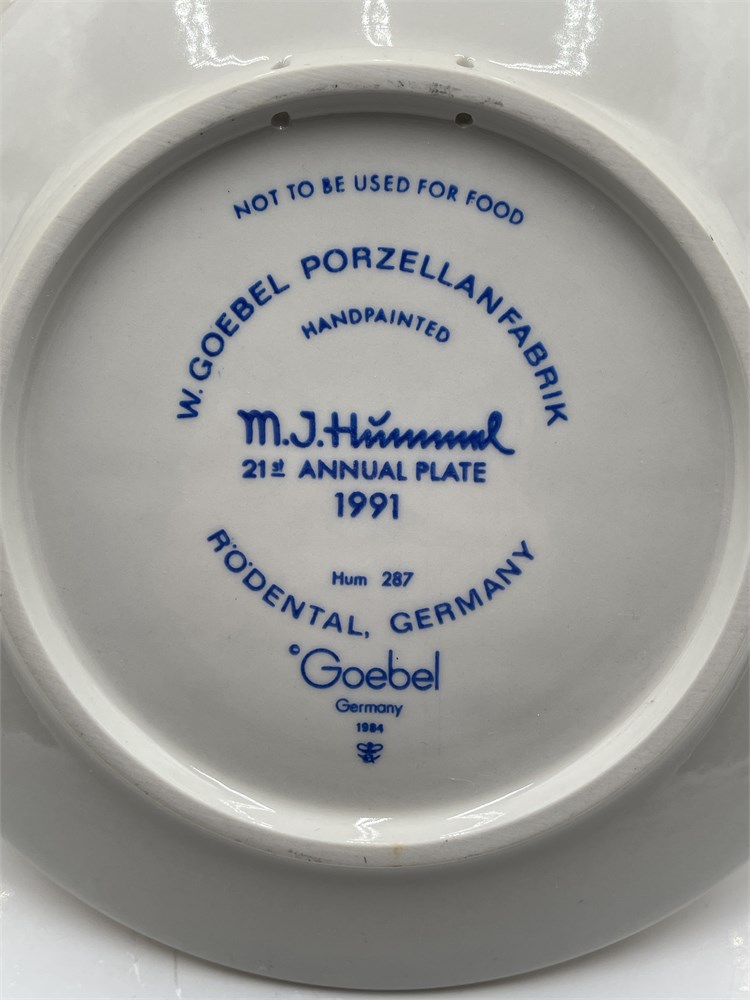 NOT TO BE USED FOR FOOD
W. GOEBEL PORZELLANFABRIK
HANDPAINTED
M.J.Hümmel
21st ANNUAL PLATE
1991
Hum 287
RÖDENTAL, GERMANY
©Goebel
Germany
1984